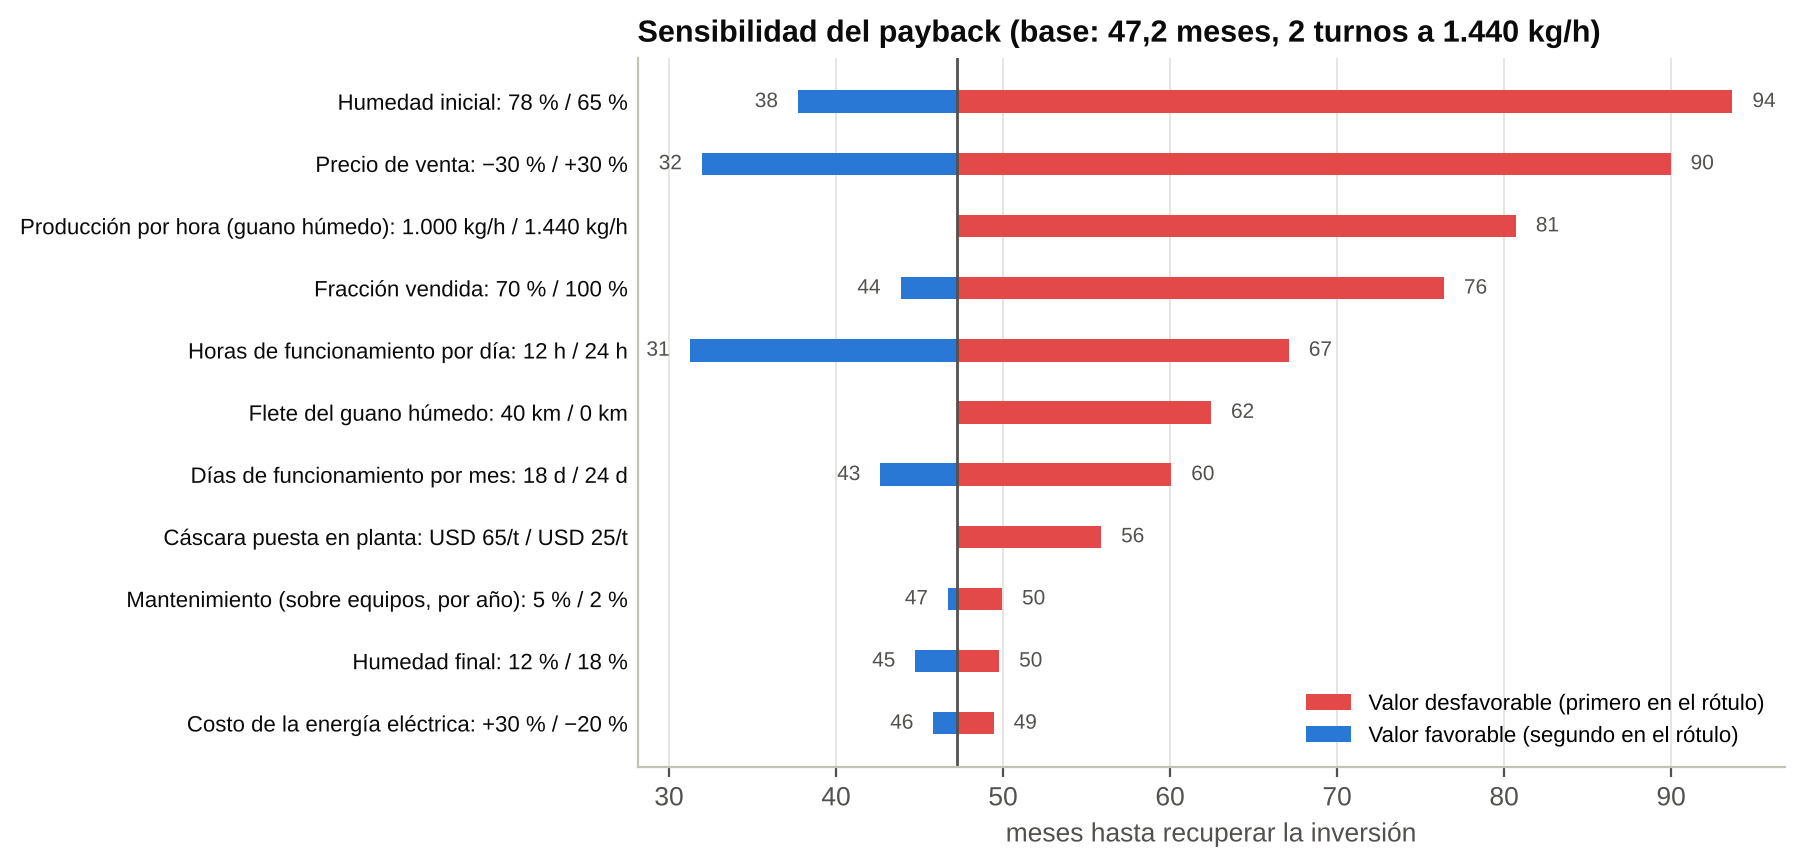 Sensibilidad del payback (base: 47,2 meses, 2 turnos a 1.440 kg/h)
Humedad inicial: 78 % / 65 % 38 94
Precio de venta: −30 % / +30 % 32 90
Producción por hora (guano húmedo): 1.000 kg/h / 1.440 kg/h 81
Fracción vendida: 70 % / 100 % 44 76
Horas de funcionamiento por día: 12 h / 24 h 31 67
Flete del guano húmedo: 40 km / 0 km 62
Días de funcionamiento por mes: 18 d / 24 d 43 60
Cáscara puesta en planta: USD 65/t / USD 25/t 56
Mantenimiento (sobre equipos, por año): 5 % / 2 % 47 50
Humedad final: 12 % / 18 % 45 50
Costo de la energía eléctrica: +30 % / −20 % 46 49
Valor desfavorable (primero en el rótulo)
Valor favorable (segundo en el rótulo)
30 40 50 60 70 80 90
meses hasta recuperar la inversión